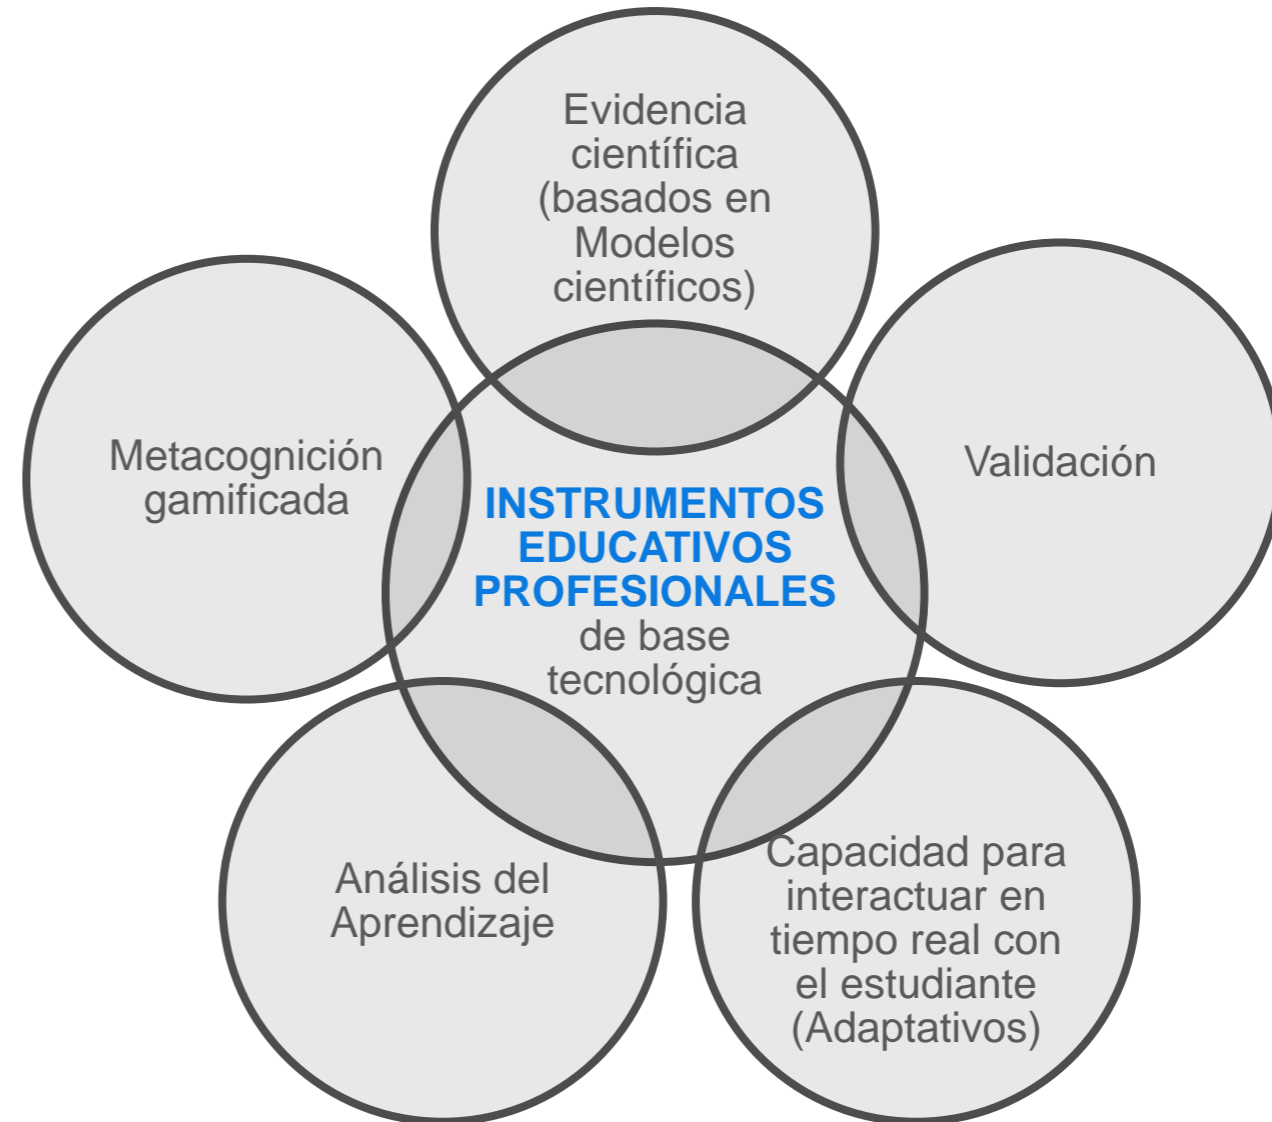 Evidencia
científica
(basados en
Modelos
científicos)
Metacognición
gamificada
Validación
INSTRUMENTOS
EDUCATIVOS
PROFESIONALES
de base
tecnológica
Análisis del
Aprendizaje
Capacidad para
interactuar en
tiempo real con
el estudiante
(Adaptativos)